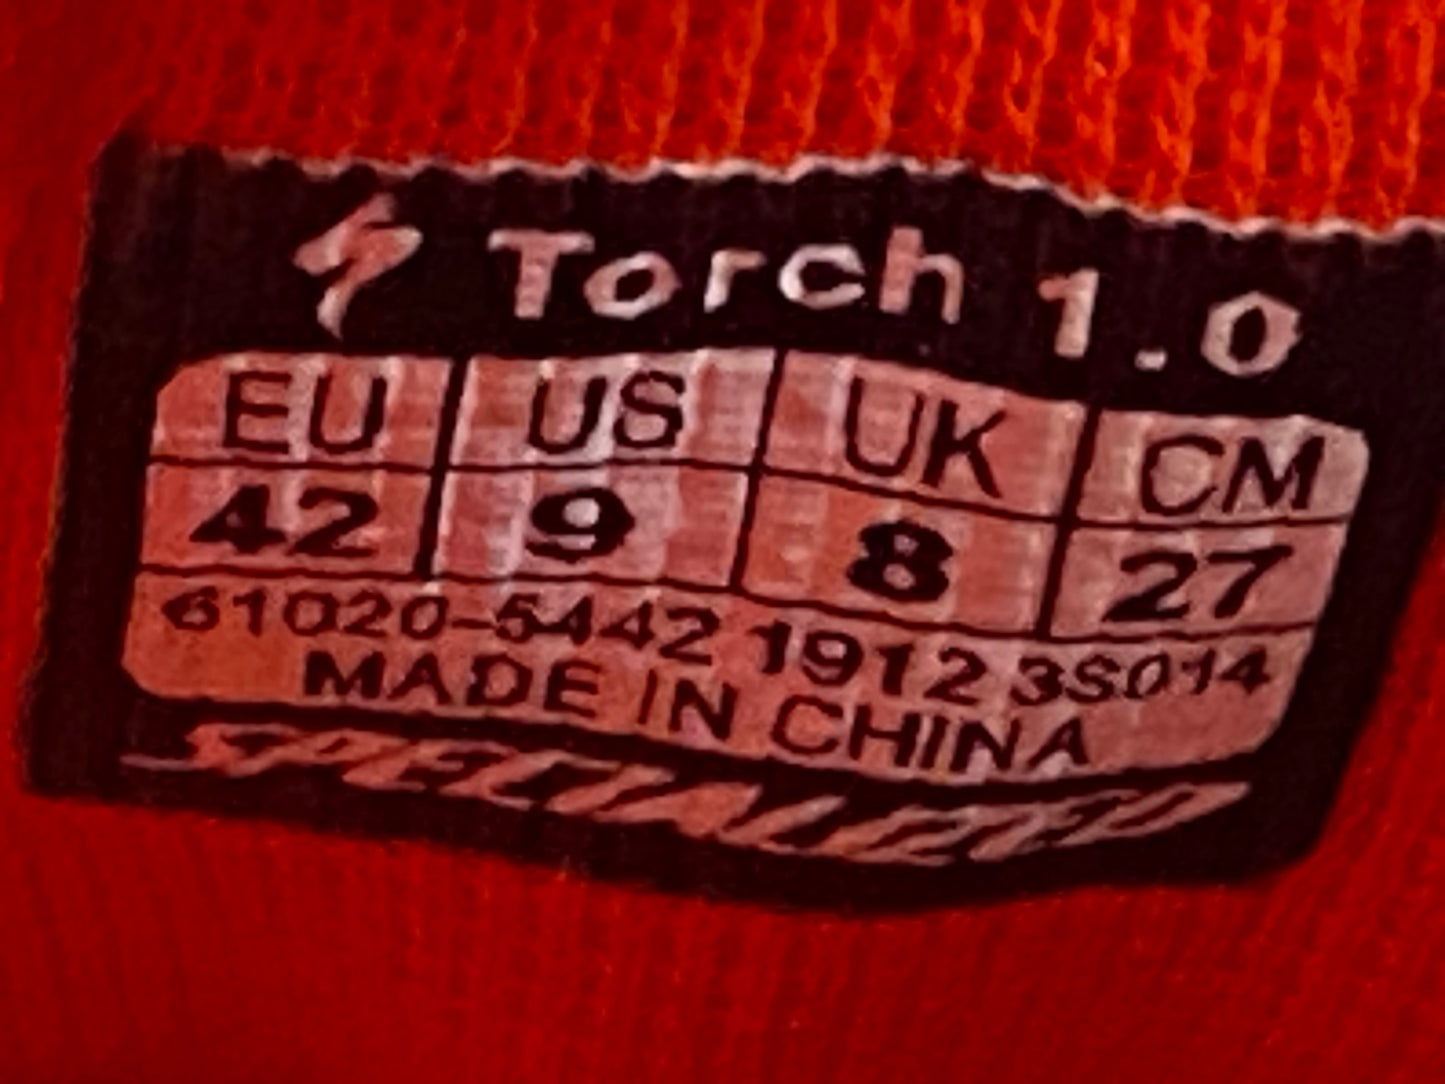 Torch 1.0
EU US UK CM
42 9 8 27
61020-5442 1912 3S014
MADE IN CHINA
SPECIALIZED